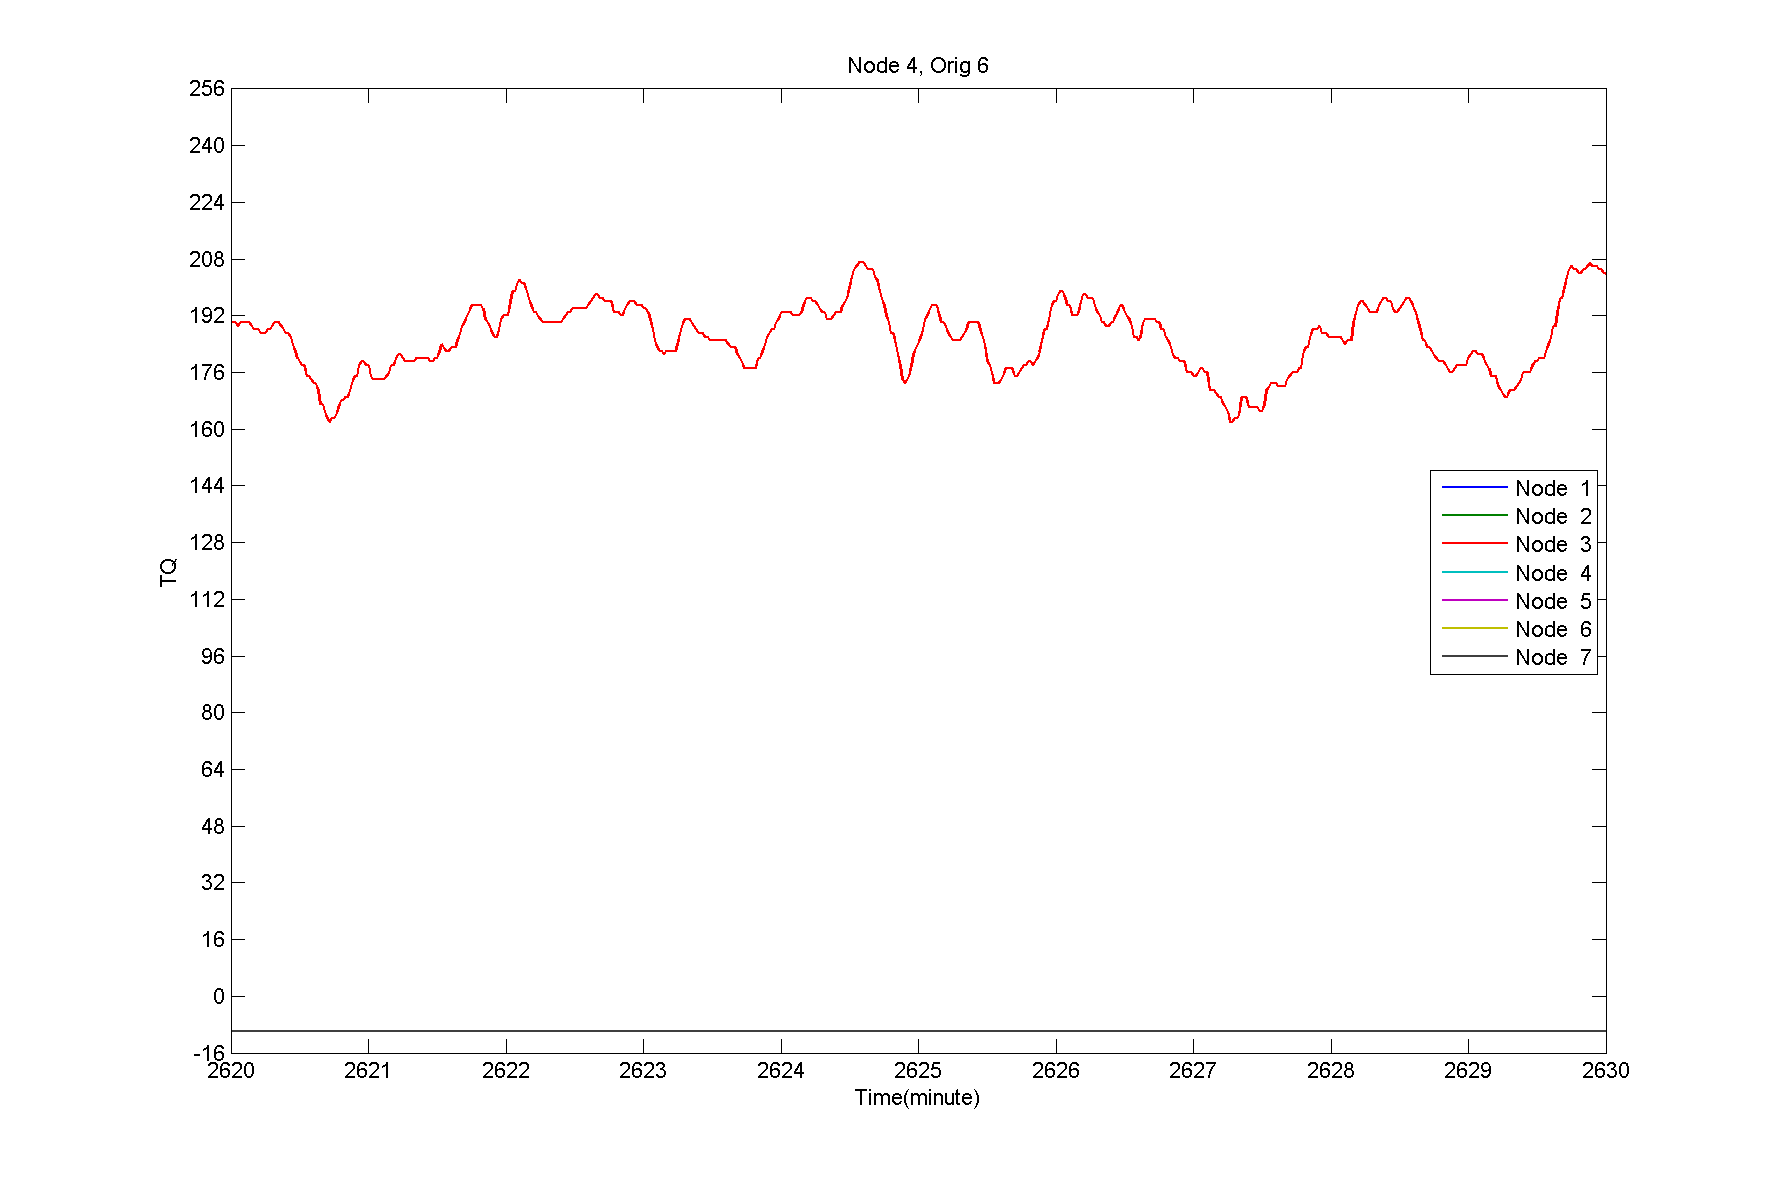 Node 4, Orig 6
256
240
224
208
192
176
160
144
128
112
96
80
64
48
32
16
0
-16
TQ
Node 1
Node 2
Node 3
Node 4
Node 5
Node 6
Node 7
2620 2621 2622 2623 2624 2625 2626 2627 2628 2629 2630
Time(minute)